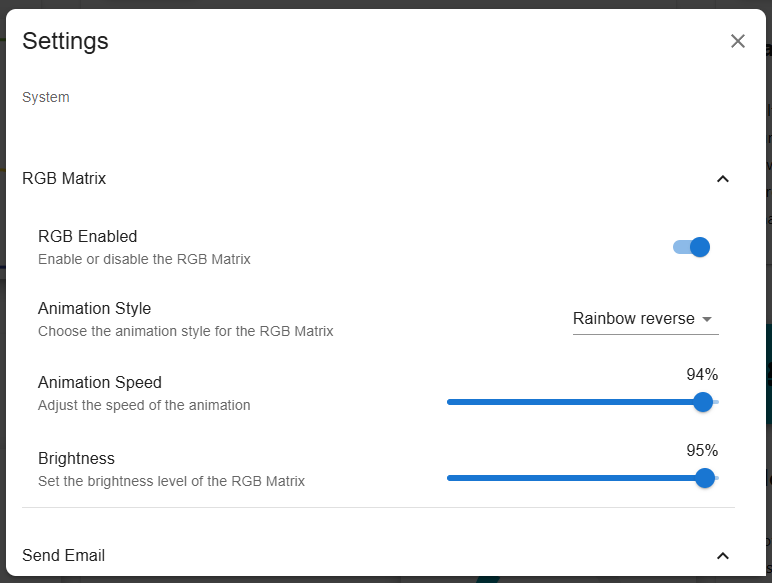 Settings
System
RGB Matrix
RGB Enabled
Enable or disable the RGB Matrix
Animation Style
Choose the animation style for the RGB Matrix
Rainbow reverse
Animation Speed
Adjust the speed of the animation
94%
Brightness
Set the brightness level of the RGB Matrix
95%
Send Email